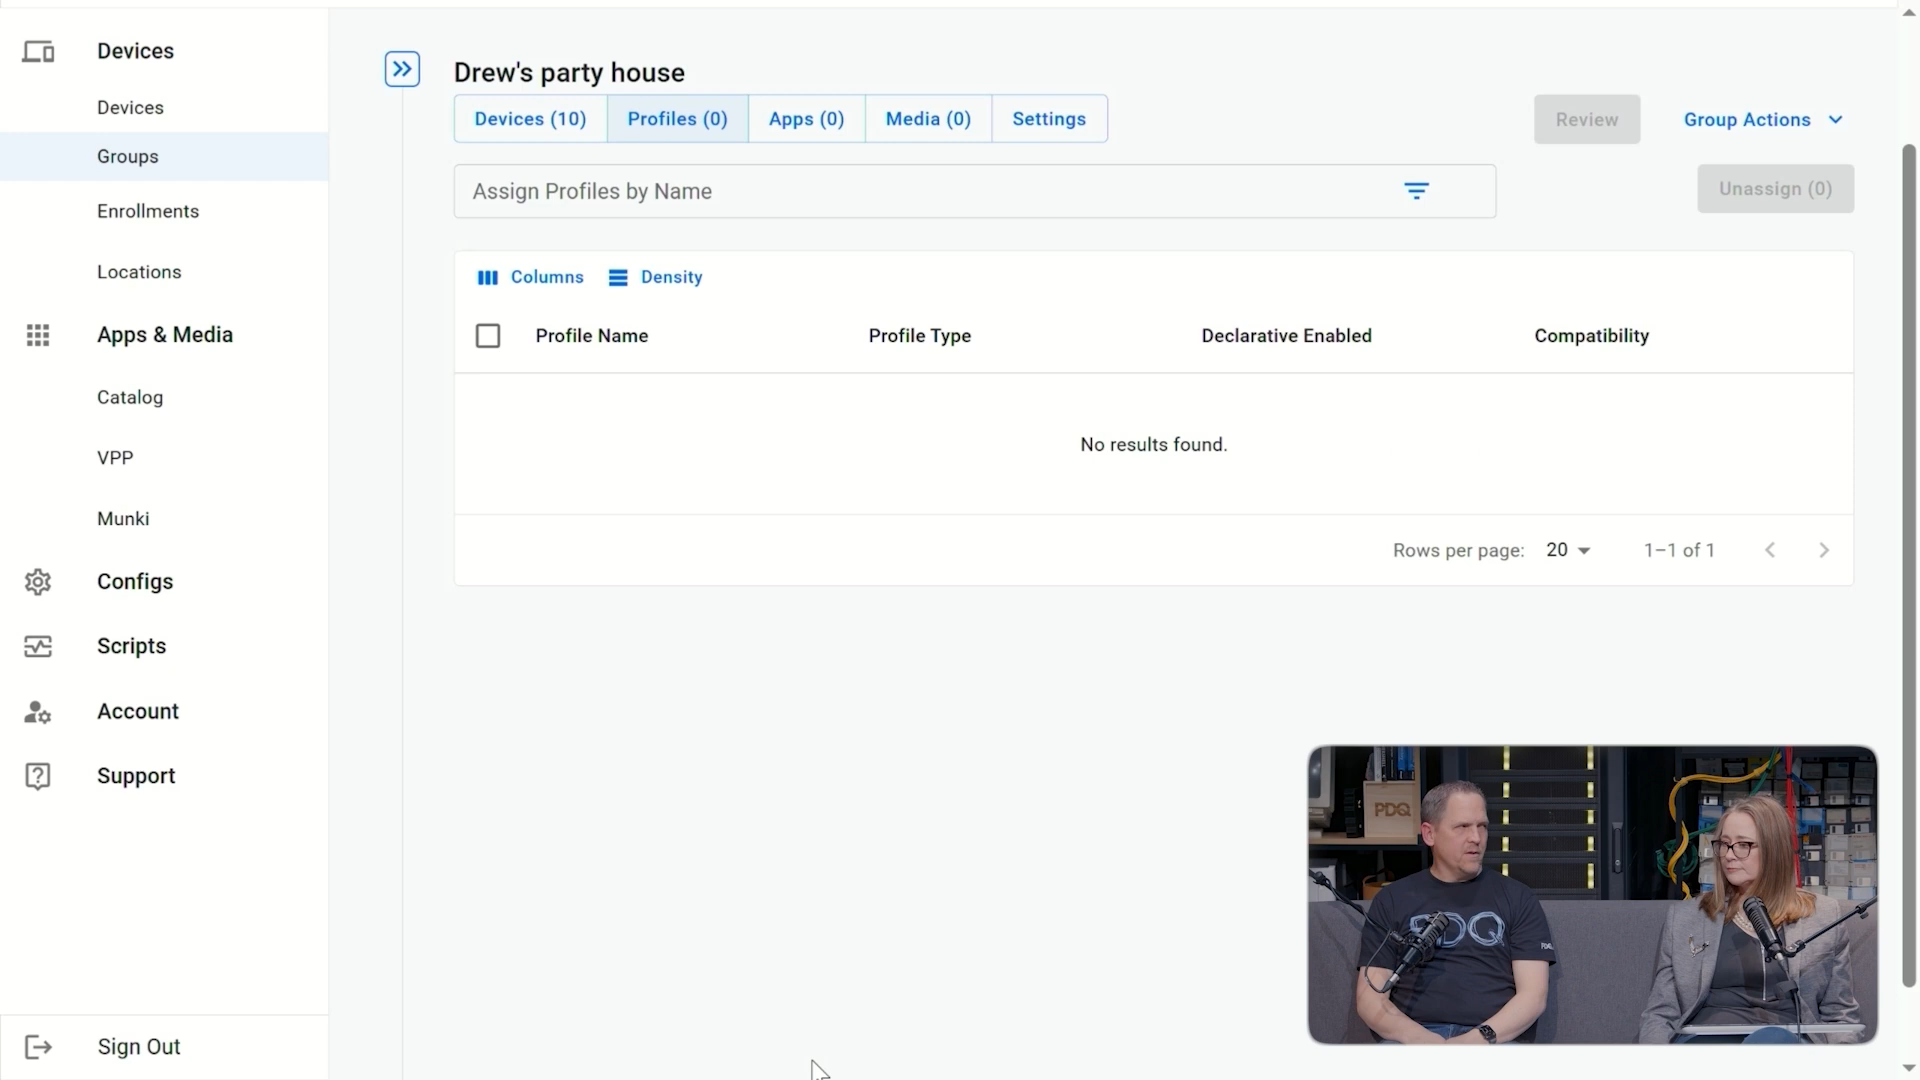 Devices
Devices
Groups
Enrollments
Locations
Apps & Media
Catalog
VPP
Munki
Configs
Scripts
Account
Support
Sign Out
Drew's party house
Devices (10)
Profiles (0)
Apps (0)
Media (0)
Settings
Review
Group Actions
Assign Profiles by Name
Unassign (0)
Columns
Density
Profile Name
Profile Type
Declarative Enabled
Compatibility
No results found.
Rows per page:
20
1–1 of 1
PDQ
PDQ